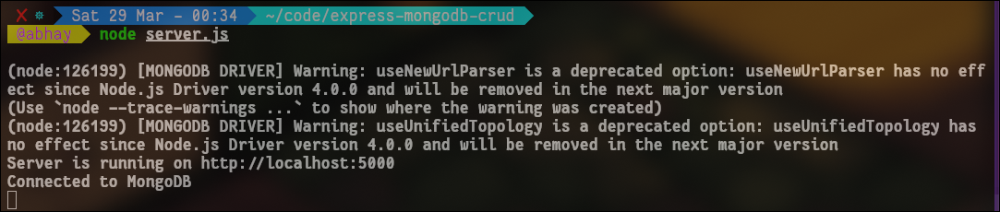 ✗ ⚙ Sat 29 Mar – 00:34 ~/code/express-mongodb-crud
@abhay node server.js
(node:126199) [MONGODB DRIVER] Warning: useNewUrlParser is a deprecated option: useNewUrlParser has no eff
ect since Node.js Driver version 4.0.0 and will be removed in the next major version
(Use `node --trace-warnings ...` to show where the warning was created)
(node:126199) [MONGODB DRIVER] Warning: useUnifiedTopology is a deprecated option: useUnifiedTopology has
no effect since Node.js Driver version 4.0.0 and will be removed in the next major version
Server is running on http://localhost:5000
Connected to MongoDB